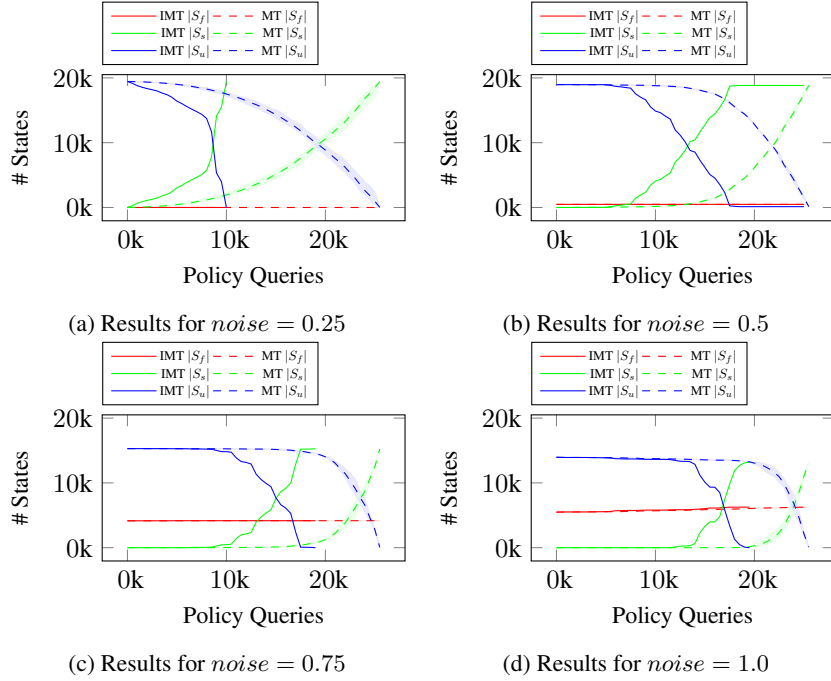 IMT |S_f| MT |S_f|
IMT |S_s| MT |S_s|
IMT |S_u| MT |S_u|
20k
10k
0k
# States
0k 10k 20k
Policy Queries
(a) Results for noise = 0.25
IMT |S_f| MT |S_f|
IMT |S_s| MT |S_s|
IMT |S_u| MT |S_u|
20k
10k
0k
# States
0k 10k 20k
Policy Queries
(b) Results for noise = 0.5
IMT |S_f| MT |S_f|
IMT |S_s| MT |S_s|
IMT |S_u| MT |S_u|
20k
10k
0k
# States
0k 10k 20k
Policy Queries
(c) Results for noise = 0.75
IMT |S_f| MT |S_f|
IMT |S_s| MT |S_s|
IMT |S_u| MT |S_u|
20k
10k
0k
# States
0k 10k 20k
Policy Queries
(d) Results for noise = 1.0